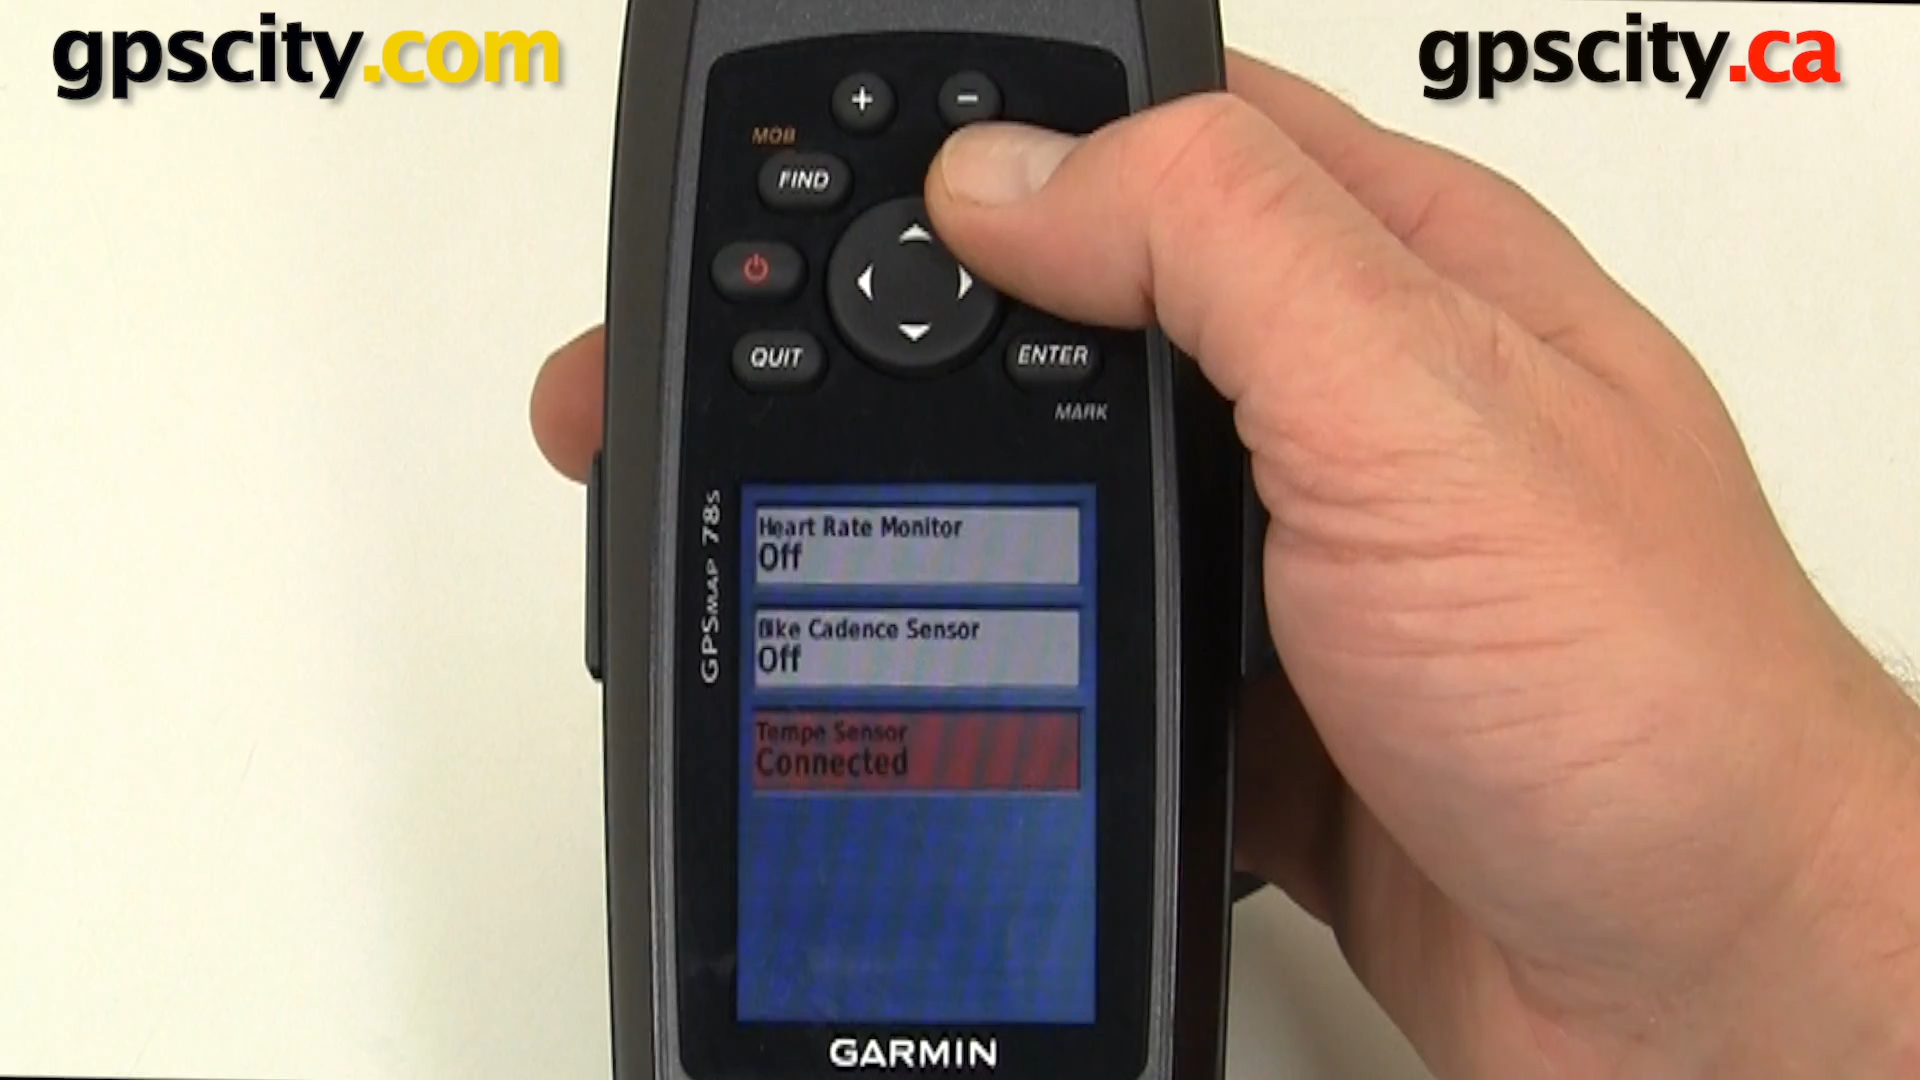 gpscity.com
gpscity.ca
+ -
MOB
FIND
QUIT
ENTER
MARK
GPSMAP 78s
Heart Rate Monitor
Off
Bike Cadence Sensor
Off
Tempe Sensor
Connected
GARMIN